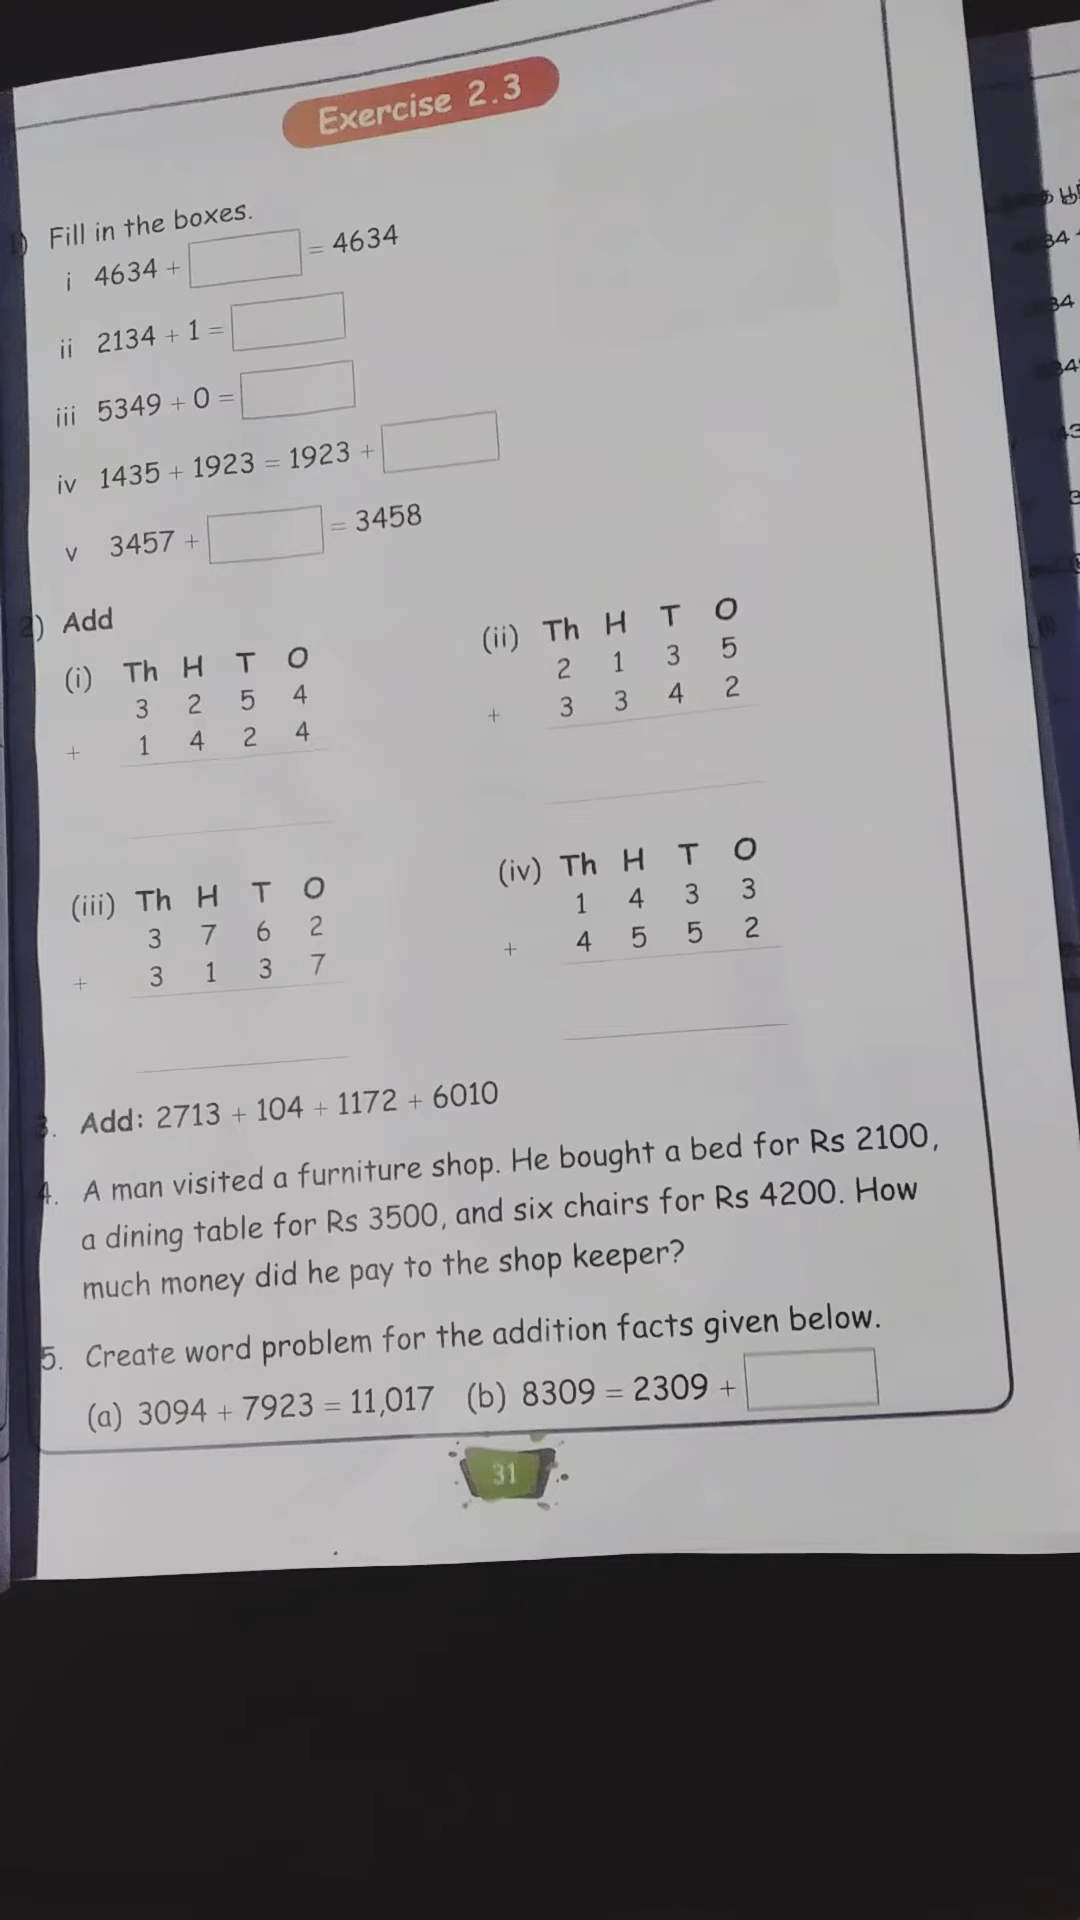 Exercise 2.3
1) Fill in the boxes.
i 4634 + = 4634
ii 2134 + 1 =
iii 5349 + 0 =
iv 1435 + 1923 = 1923 +
v 3457 + = 3458
2) Add
(i) Th H T O
3 2 5 4
+ 1 4 2 4
(ii) Th H T O
2 1 3 5
+ 3 3 4 2
(iii) Th H T O
3 7 6 2
+ 3 1 3 7
(iv) Th H T O
1 4 3 3
+ 4 5 5 2
3. Add: 2713 + 104 + 1172 + 6010
4. A man visited a furniture shop. He bought a bed for Rs 2100,
a dining table for Rs 3500, and six chairs for Rs 4200. How
much money did he pay to the shop keeper?
5. Create word problem for the addition facts given below.
(a) 3094 + 7923 = 11,017 (b) 8309 = 2309 +
31